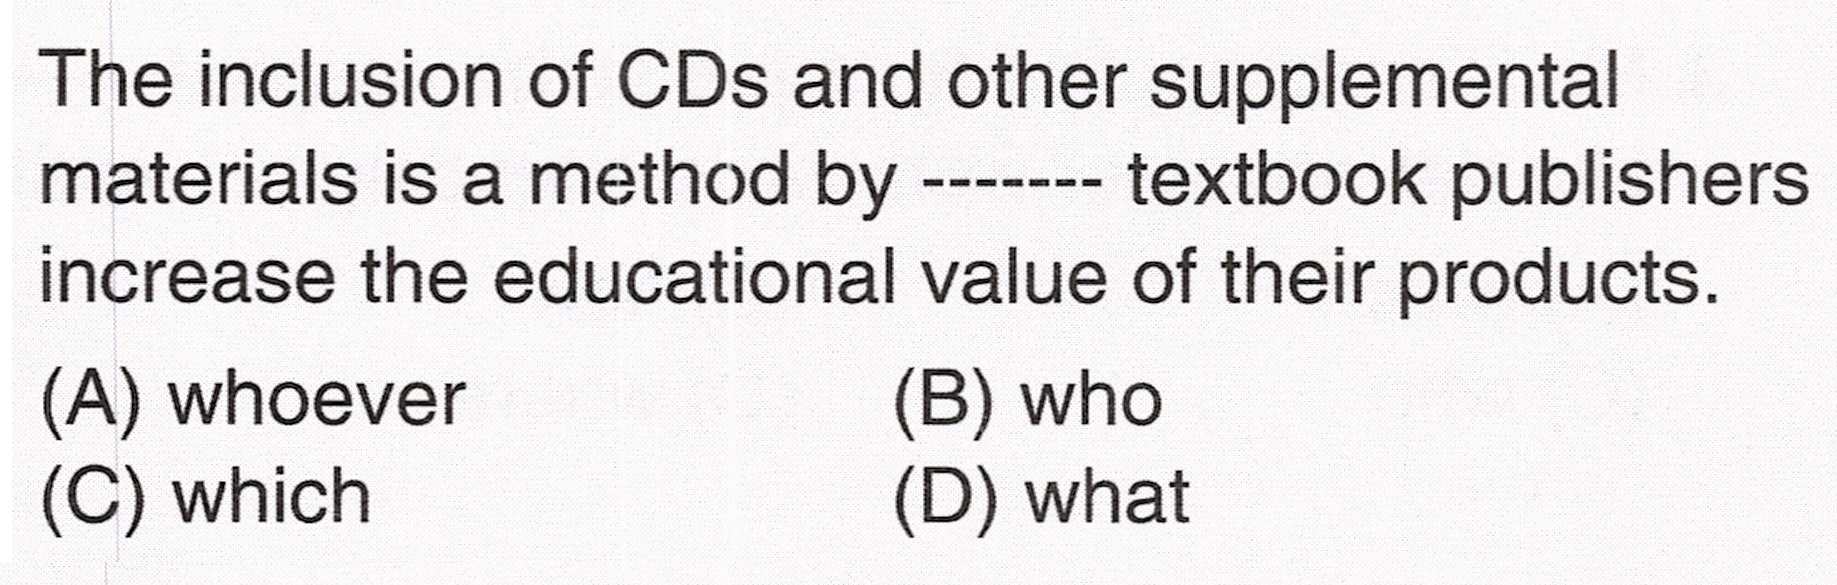 The inclusion of CDs and other supplemental
materials is a method by ------- textbook publishers
increase the educational value of their products.
(A) whoever (B) who
(C) which (D) what